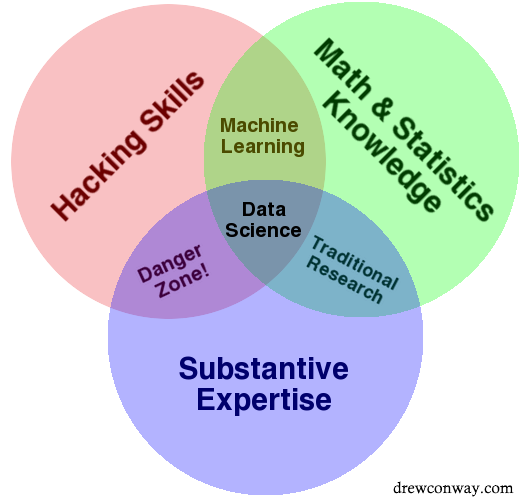 Hacking Skills
Math & Statistics
Knowledge
Machine
Learning
Data
Science
Danger
Zone!
Traditional
Research
Substantive
Expertise
drewconway.com